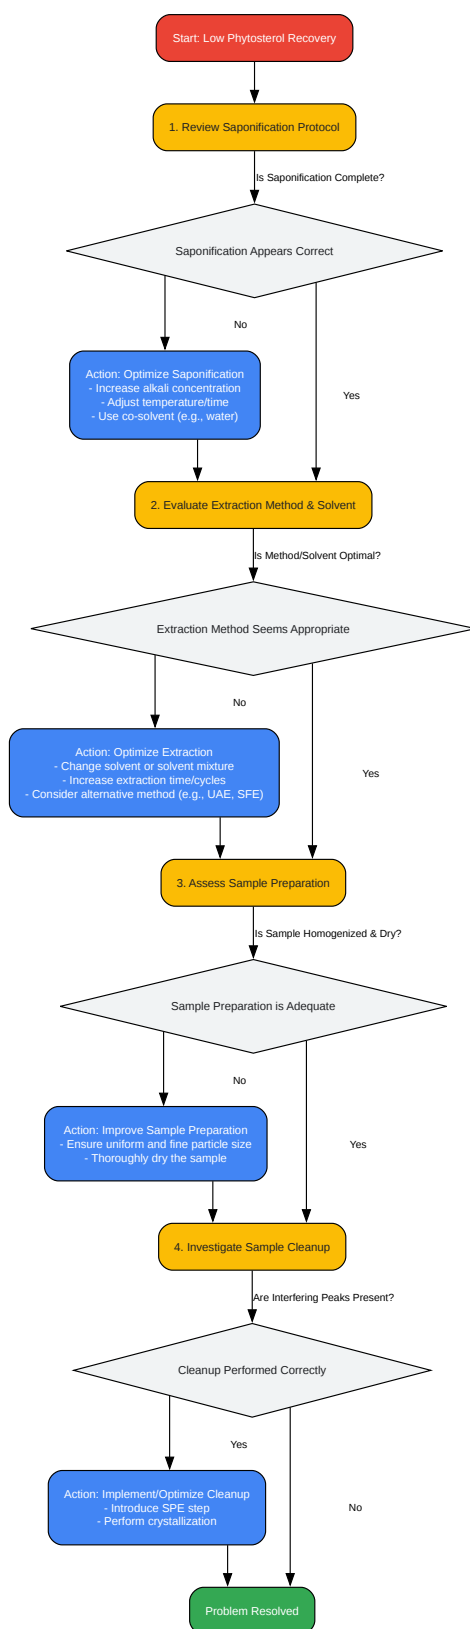 Start: Low Phytosterol Recovery
1. Review Saponification Protocol
Is Saponification Complete?
Saponification Appears Correct
No
Action: Optimize Saponification
- Increase alkali concentration
- Adjust temperature/time
- Use co-solvent (e.g., water)
Yes
2. Evaluate Extraction Method & Solvent
Is Method/Solvent Optimal?
Extraction Method Seems Appropriate
No
Action: Optimize Extraction
- Change solvent or solvent mixture
- Increase extraction time/cycles
- Consider alternative method (e.g., UAE, SFE)
Yes
3. Assess Sample Preparation
Is Sample Homogenized & Dry?
Sample Preparation is Adequate
No
Action: Improve Sample Preparation
- Ensure uniform and fine particle size
- Thoroughly dry the sample
Yes
4. Investigate Sample Cleanup
Are Interfering Peaks Present?
Cleanup Performed Correctly
Yes
Action: Implement/Optimize Cleanup
- Introduce SPE step
- Perform crystallization
No
Problem Resolved